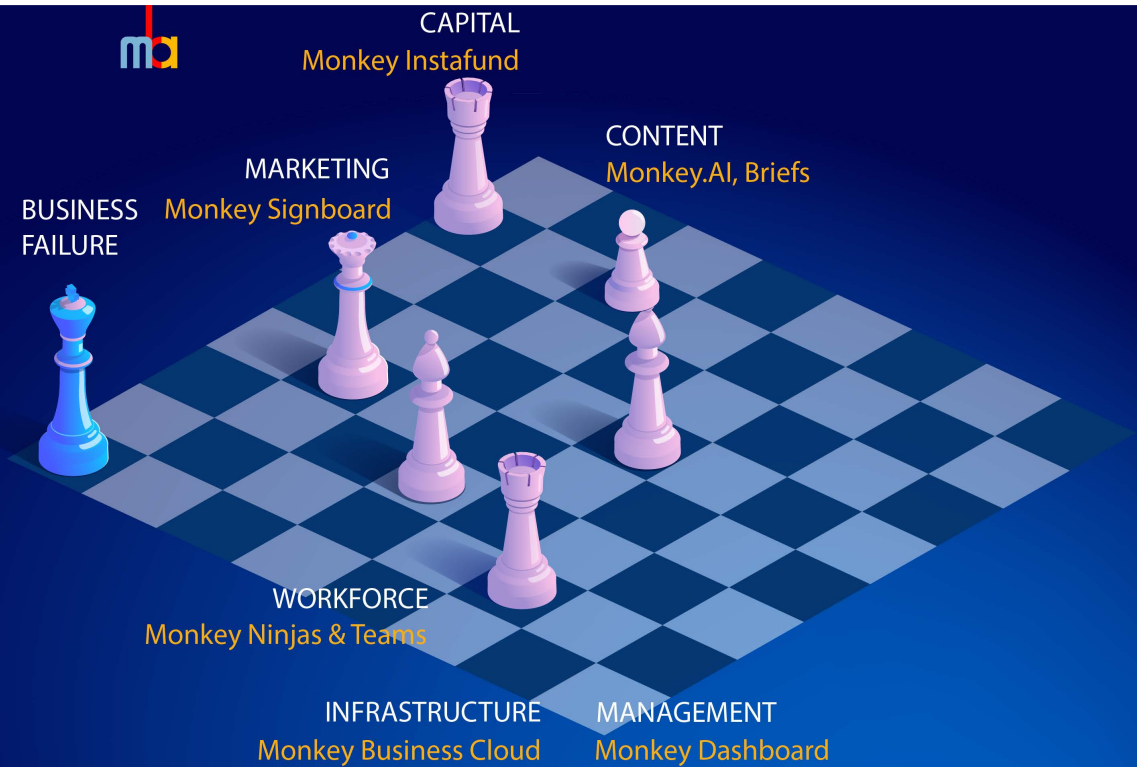 mba
CAPITAL
Monkey Instafund
CONTENT
Monkey.AI, Briefs
MARKETING
Monkey Signboard
BUSINESS
FAILURE
WORKFORCE
Monkey Ninjas & Teams
INFRASTRUCTURE
Monkey Business Cloud
MANAGEMENT
Monkey Dashboard